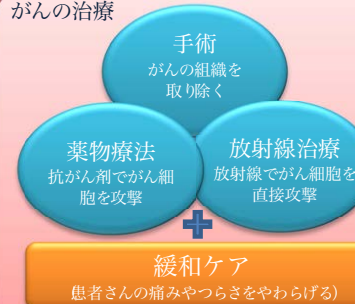 がんの治療
手術
がんの組織を
取り除く
薬物療法
抗がん剤でがん細
胞を攻撃
放射線治療
放射線でがん細胞を
直接攻撃
緩和ケア
(患者さんの痛みやつらさをやわらげる)